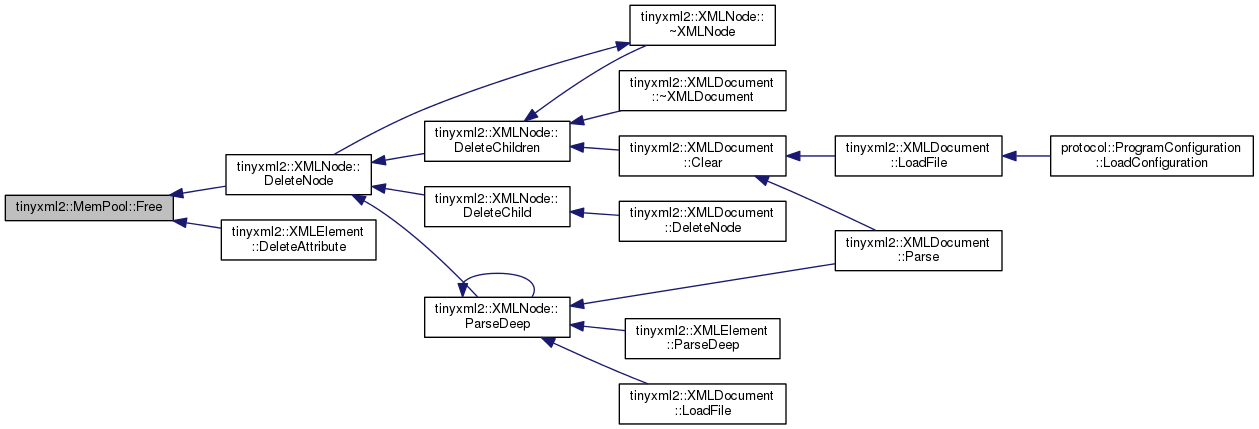 tinyxml2::MemPool::Free
tinyxml2::XMLNode::
DeleteNode
tinyxml2::XMLElement
::DeleteAttribute
tinyxml2::XMLNode::
DeleteChildren
tinyxml2::XMLNode::
DeleteChild
tinyxml2::XMLNode::
ParseDeep
tinyxml2::XMLNode::
~XMLNode
tinyxml2::XMLDocument
::~XMLDocument
tinyxml2::XMLDocument
::Clear
tinyxml2::XMLDocument
::DeleteNode
tinyxml2::XMLElement
::ParseDeep
tinyxml2::XMLDocument
::LoadFile
tinyxml2::XMLDocument
::LoadFile
tinyxml2::XMLDocument
::Parse
protocol::ProgramConfiguration
::LoadConfiguration